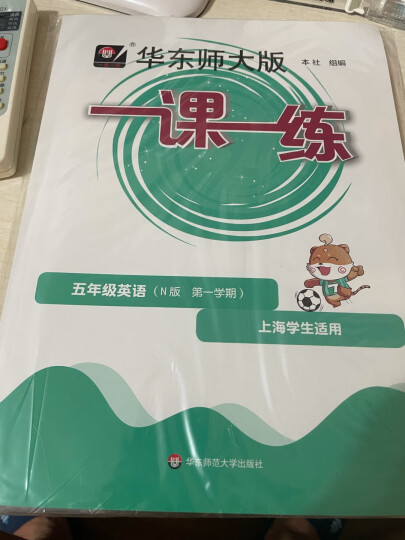 华东师大版
®
本社 组编
一课一练
五年级英语（N版 第一学期）
上海学生适用
华东师范大学出版社